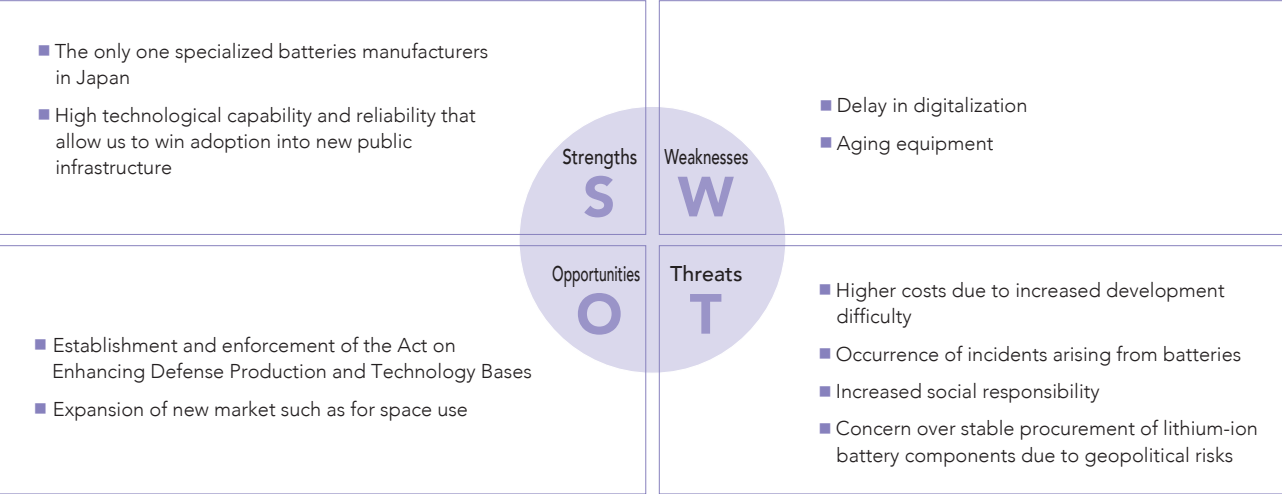 ■ The only one specialized batteries manufacturers
in Japan
■ High technological capability and reliability that
allow us to win adoption into new public
infrastructure
Strengths
S
Weaknesses
W
■ Delay in digitalization
■ Aging equipment
Opportunities
O
■ Establishment and enforcement of the Act on
Enhancing Defense Production and Technology Bases
■ Expansion of new market such as for space use
Threats
T
■ Higher costs due to increased development
difficulty
■ Occurrence of incidents arising from batteries
■ Increased social responsibility
■ Concern over stable procurement of lithium-ion
battery components due to geopolitical risks